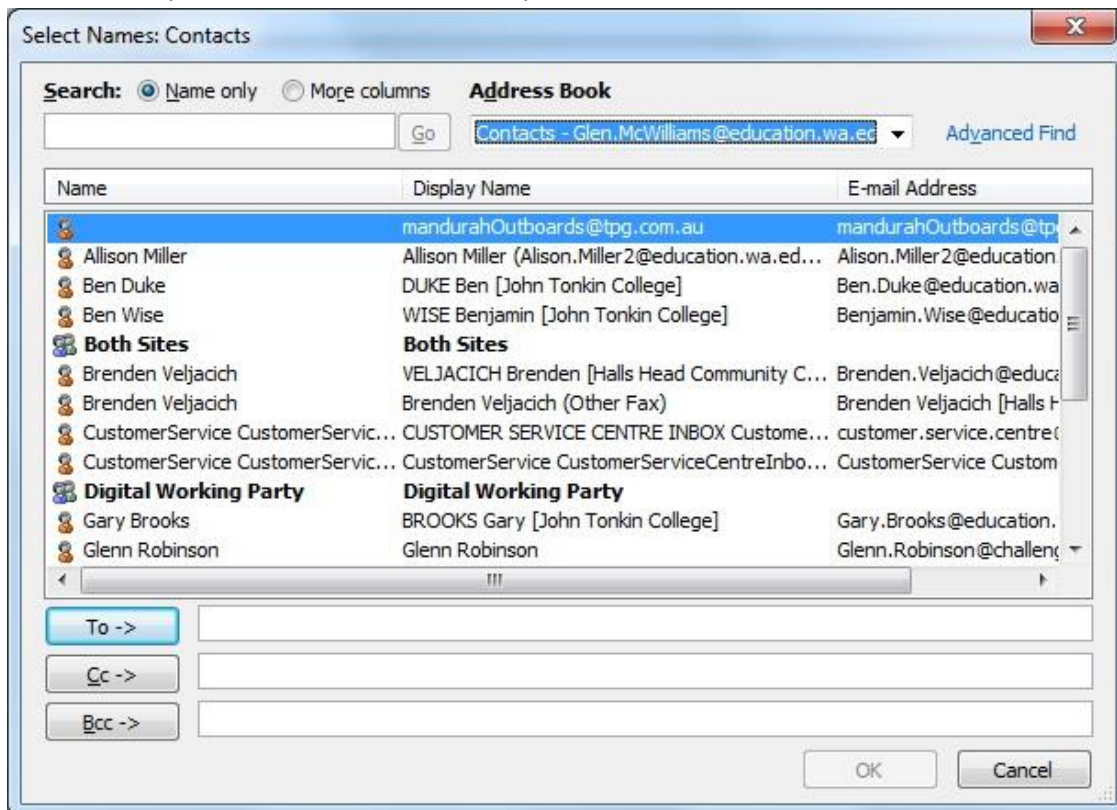 Select Names: Contacts
Search: Name only More columns Address Book
Go Contacts - Glen.McWilliams@education.wa.ed Advanced Find
Name Display Name E-mail Address
mandurahOutboards@tpg.com.au mandurahOutboards@tp
Allison Miller Allison Miller (Alison.Miller2@education.wa.ed... Alison.Miller2@education
Ben Duke DUKE Ben [John Tonkin College] Ben.Duke@education.wa
Ben Wise WISE Benjamin [John Tonkin College] Benjamin.Wise@educatio
Both Sites Both Sites
Brenden Veljacich VELJACICH Brenden [Halls Head Community C... Brenden.Veljacich@educa
Brenden Veljacich Brenden Veljacich (Other Fax) Brenden Veljacich [Halls H
CustomerService CustomerServic... CUSTOMER SERVICE CENTRE INBOX Custome... customer.service.centre
CustomerService CustomerServic... CustomerService CustomerServiceCentreInbo... CustomerService Custom
Digital Working Party Digital Working Party
Gary Brooks BROOKS Gary [John Tonkin College] Gary.Brooks@education.
Glenn Robinson Glenn Robinson Glenn.Robinson@challeng
To ->
Cc ->
Bcc ->
OK Cancel